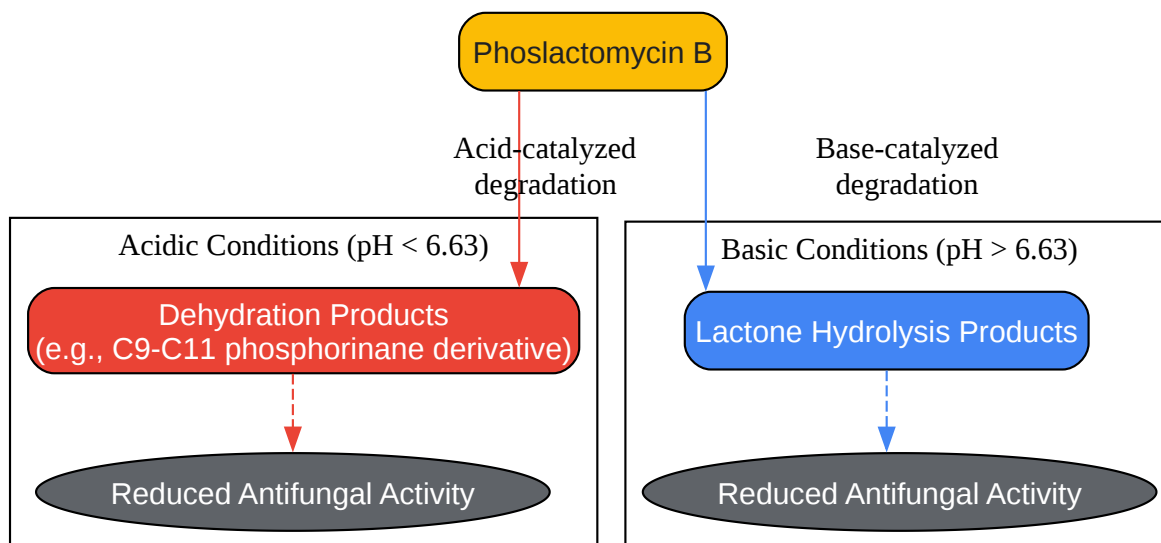 Phoslactomycin B
Acid-catalyzed
degradation
Base-catalyzed
degradation
Acidic Conditions (pH < 6.63)
Dehydration Products
(e.g., C9-C11 phosphorinane derivative)
Reduced Antifungal Activity
Basic Conditions (pH > 6.63)
Lactone Hydrolysis Products
Reduced Antifungal Activity